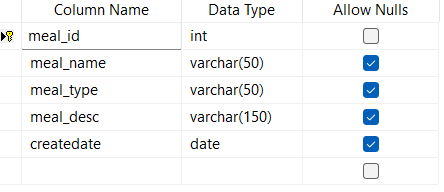 Column Name Data Type Allow Nulls
meal_id int
meal_name varchar(50)
meal_type varchar(50)
meal_desc varchar(150)
createdate date